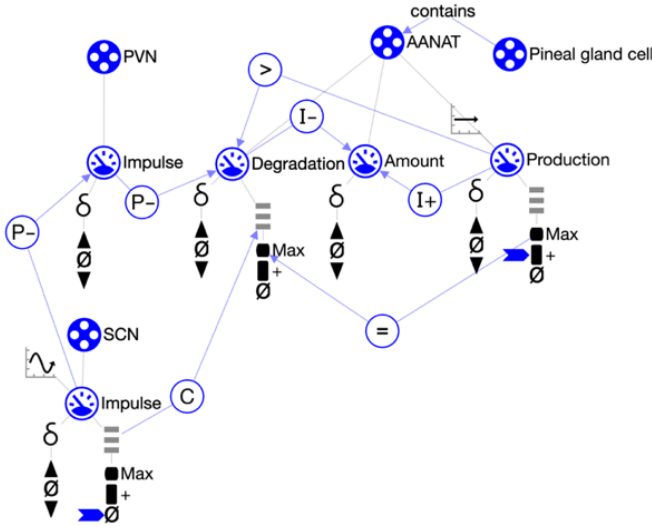 contains
PVN
AANAT
Pineal gland cell
>
I-
Impulse
Degradation
Amount
Production
P-
I+
P-
δ
δ
δ
δ
Ø
Ø
Ø
Ø
Max
+
Ø
Max
+
Ø
=
SCN
C
Impulse
δ
Ø
Max
+
Ø